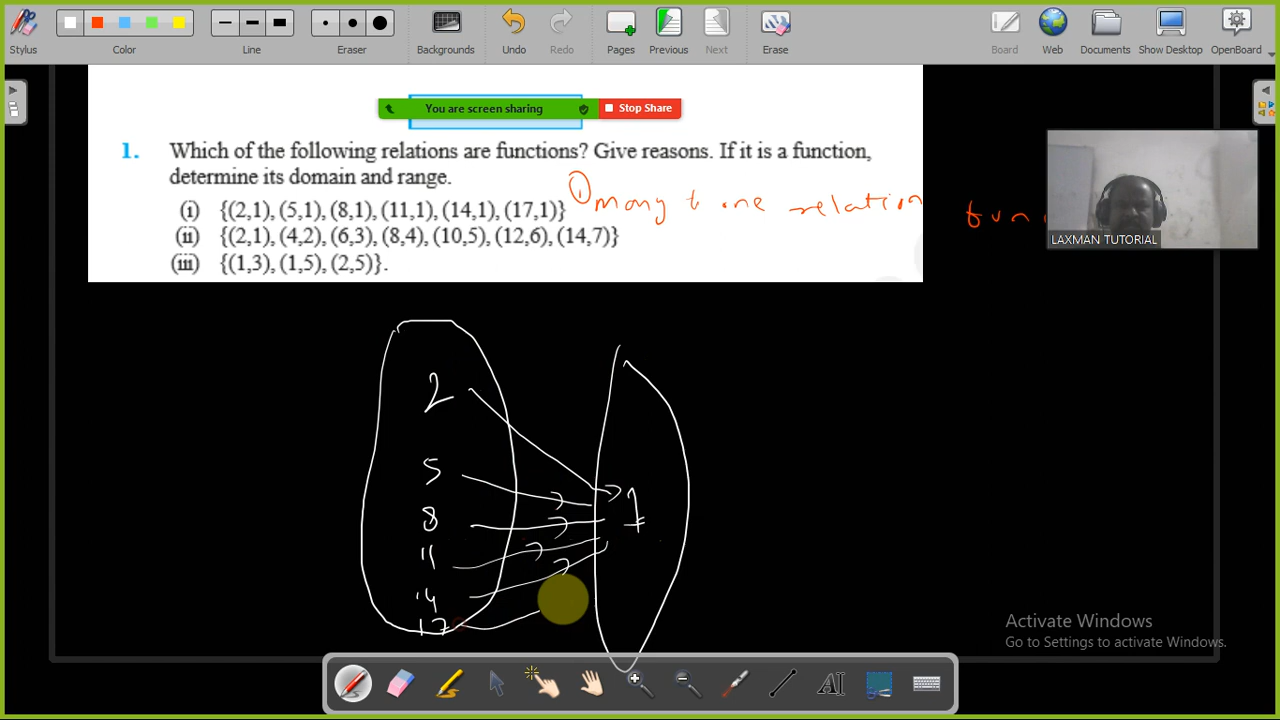 Stylus Color Line Eraser Backgrounds Undo Redo Pages Previous Next Erase Board Web Documents Show Desktop OpenBoard
You are screen sharing Stop Share
1. Which of the following relations are functions? Give reasons. If it is a function,
determine its domain and range.
(i) {(2,1), (5,1), (8,1), (11,1), (14,1), (17,1)}
① many to one relation
fun
(ii) {(2,1), (4,2), (6,3), (8,4), (10,5), (12,6), (14,7)}
(iii) {(1,3), (1,5), (2,5)}.
LAXMAN TUTORIAL
2
5
8 1
11
14
17
Activate Windows
Go to Settings to activate Windows.
AI